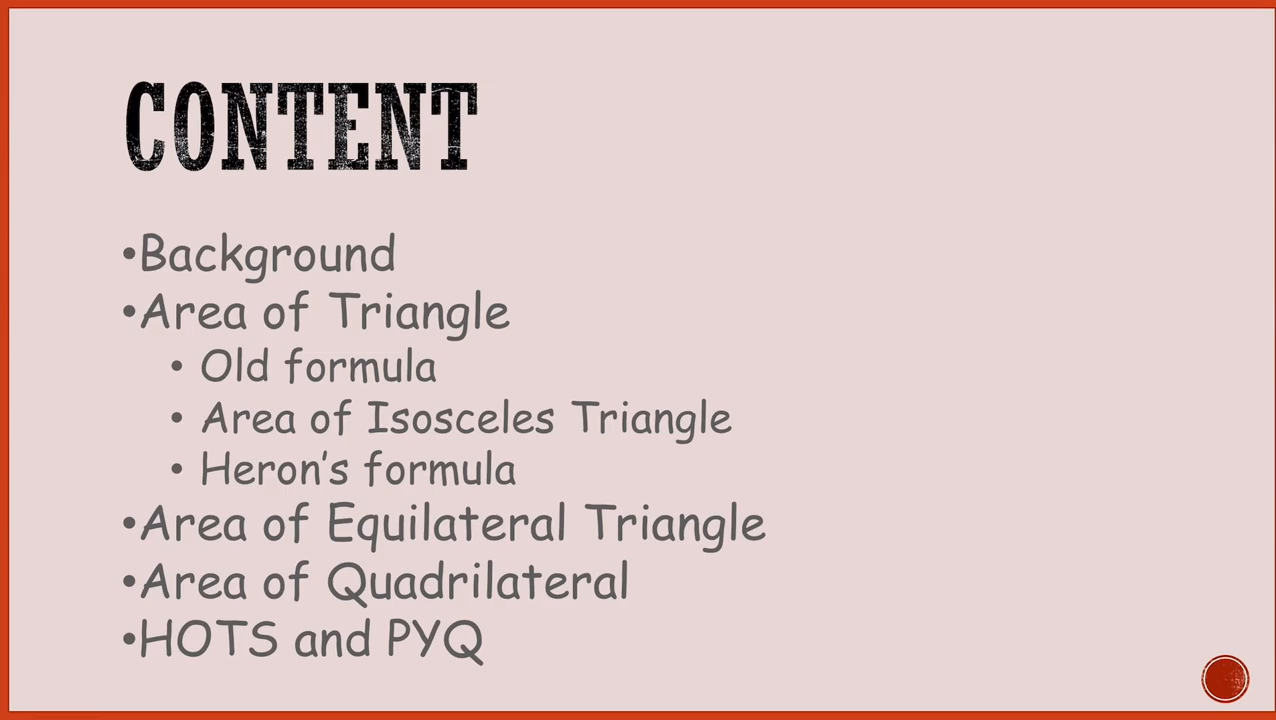 CONTENT
•Background
•Area of Triangle
• Old formula
• Area of Isosceles Triangle
• Heron's formula
•Area of Equilateral Triangle
•Area of Quadrilateral
•HOTS and PYQ